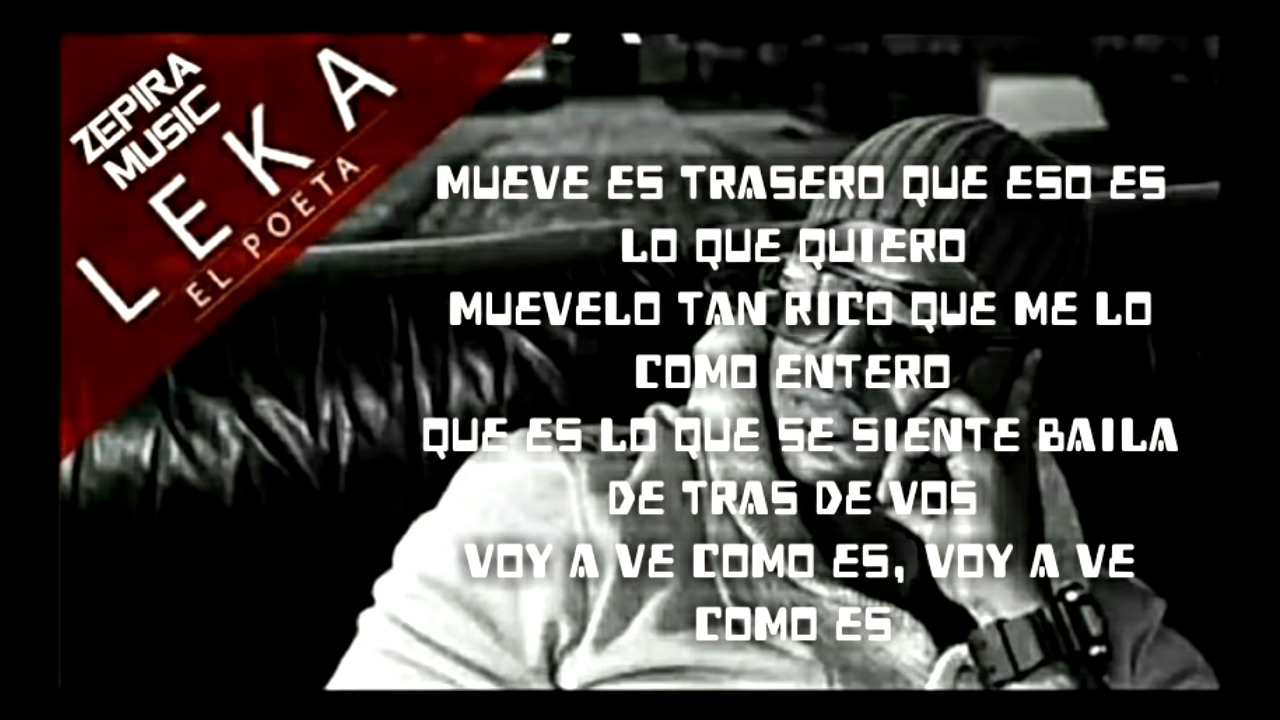 ZEPIRA
MUSIC
LEKA
EL POETA
MUEVE ES TRASERO QUE ESO ES
LO QUE QUIERO
MUEVELO TAN RICO QUE ME LO
COMO ENTERO
QUE ES LO QUE SE SIENTE BAILA
DE TRAS DE VOS
VOY A VE COMO ES, VOY A VE
COMO ES